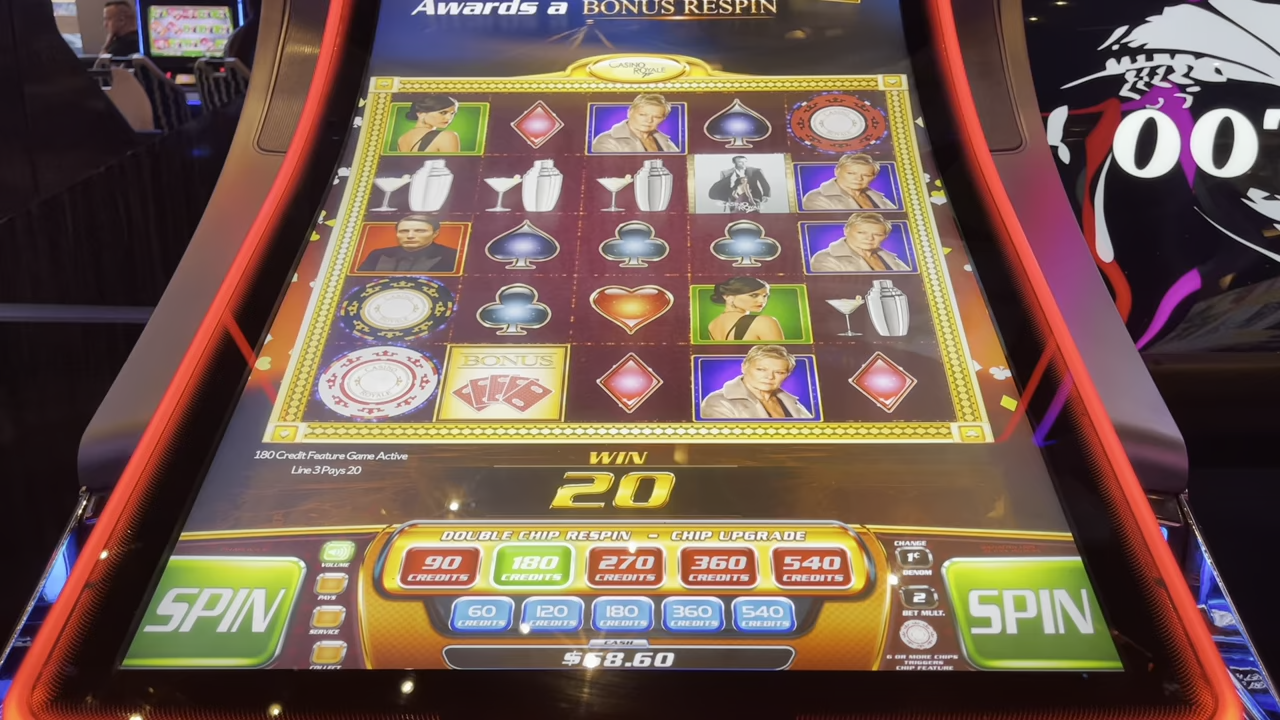 Awards a BONUS RESPIN
CASINO
ROYALE
007
BONUS
CASINO
ROYALE
180 Credit Feature Game Active
Line 3 Pays 20
WIN
20
DOUBLE CHIP RESPIN - CHIP UPGRADE
90
CREDITS
180
CREDITS
270
CREDITS
360
CREDITS
540
CREDITS
60
CREDITS
120
CREDITS
180
CREDITS
360
CREDITS
540
CREDITS
CASH
$68.60
SPIN
VOLUME
PAYS
SERVICE
COLLECT
CHANGE
1¢
DENOM
2
BET MULT.
6 OR MORE CHIPS
TRIGGERS
CHIP FEATURE
SPIN